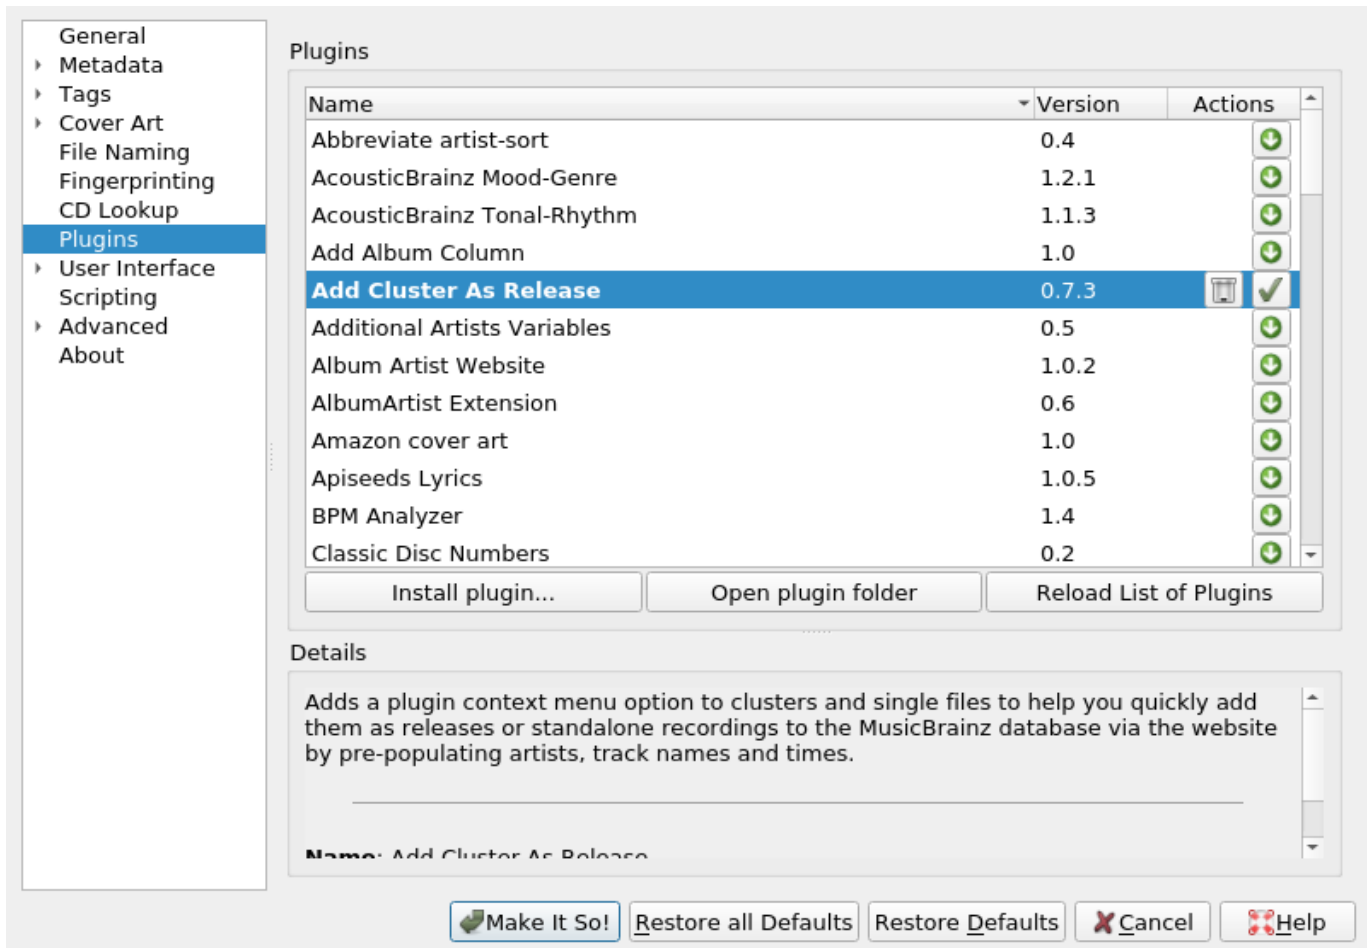 General
Metadata
Tags
Cover Art
File Naming
Fingerprinting
CD Lookup
Plugins
User Interface
Scripting
Advanced
About
Plugins
Name Version Actions
Abbreviate artist-sort 0.4
AcousticBrainz Mood-Genre 1.2.1
AcousticBrainz Tonal-Rhythm 1.1.3
Add Album Column 1.0
Add Cluster As Release 0.7.3
Additional Artists Variables 0.5
Album Artist Website 1.0.2
AlbumArtist Extension 0.6
Amazon cover art 1.0
Apiseeds Lyrics 1.0.5
BPM Analyzer 1.4
Classic Disc Numbers 0.2
Install plugin... Open plugin folder Reload List of Plugins
Details
Adds a plugin context menu option to clusters and single files to help you quickly add
them as releases or standalone recordings to the MusicBrainz database via the website
by pre-populating artists, track names and times.
Name: Add Cluster As Release
Make It So! Restore all Defaults Restore Defaults Cancel Help